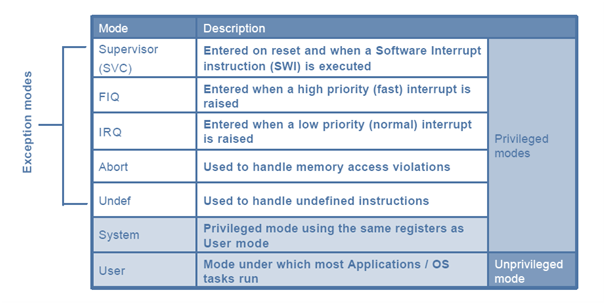 Mode Description
Supervisor
(SVC)
Entered on reset and when a Software Interrupt
instruction (SWI) is executed
FIQ
Entered when a high priority (fast) interrupt is
raised
IRQ
Entered when a low priority (normal) interrupt
is raised
Abort
Used to handle memory access violations
Undef
Used to handle undefined instructions
System
Privileged mode using the same registers as
User mode
User
Mode under which most Applications / OS
tasks run
Exception modes
Privileged
modes
Unprivileged
mode